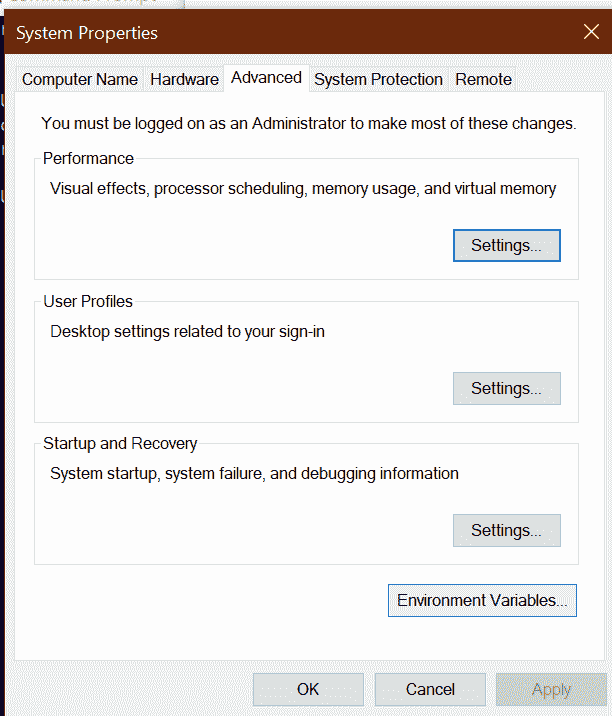 Command Prompt
System Properties
Computer Name Hardware Advanced System Protection Remote
You must be logged on as an Administrator to make most of these changes.
Performance
Visual effects, processor scheduling, memory usage, and virtual memory
Settings...
User Profiles
Desktop settings related to your sign-in
Settings...
Startup and Recovery
System startup, system failure, and debugging information
Settings...
Environment Variables...
OK Cancel Apply